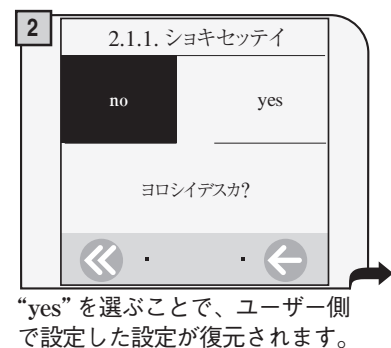 2
2.1.1. ショキセッテイ
no yes
ヨロシイデスカ?
“yes” を選ぶことで、ユーザー側
で設定した設定が復元されます。